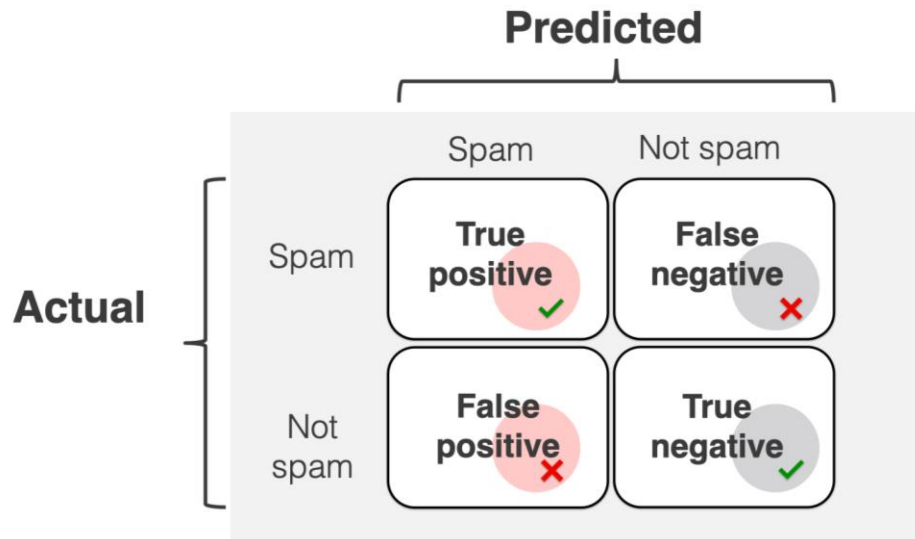 Predicted
Spam
Not spam
Actual
Spam
True
positive
False
negative
Not
spam
False
positive
True
negative